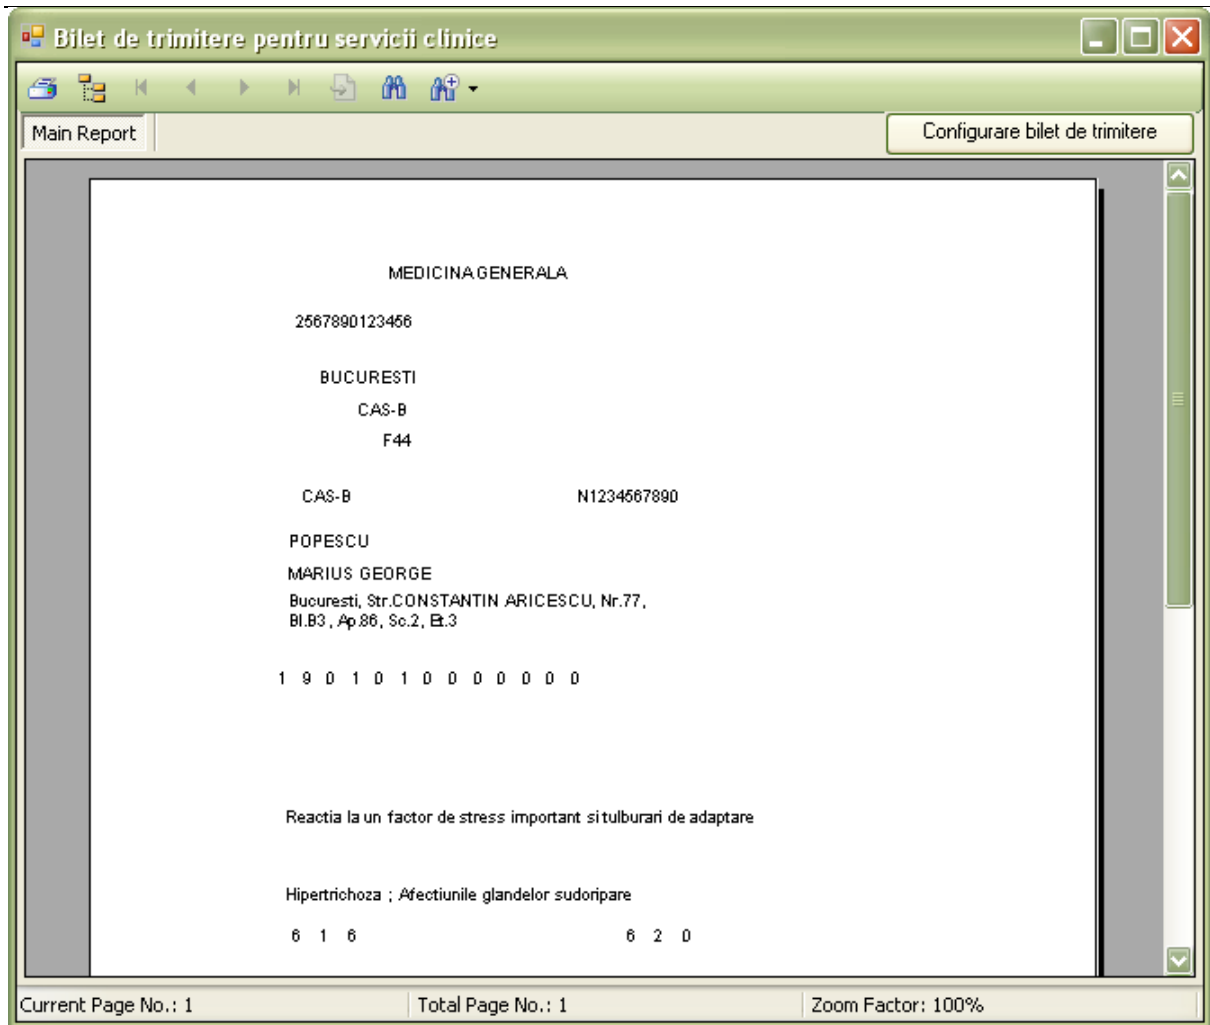 Bilet de trimitere pentru servicii clinice
Main Report
Configurare bilet de trimitere
MEDICINA GENERALA
2567890123456
BUCURESTI
CAS-B
F44
CAS-B N1234567890
POPESCU
MARIUS GEORGE
Bucuresti, Str.CONSTANTIN ARICESCU, Nr.77,
Bl.B3, Ap.86, Sc.2, Et.3
1 9 0 1 0 1 0 0 0 0 0 0 0
Reactia la un factor de stress important si tulburari de adaptare
Hipertrichoza ; Afectiunile glandelor sudoripare
6 1 6 6 2 0
Current Page No.: 1 Total Page No.: 1 Zoom Factor: 100%